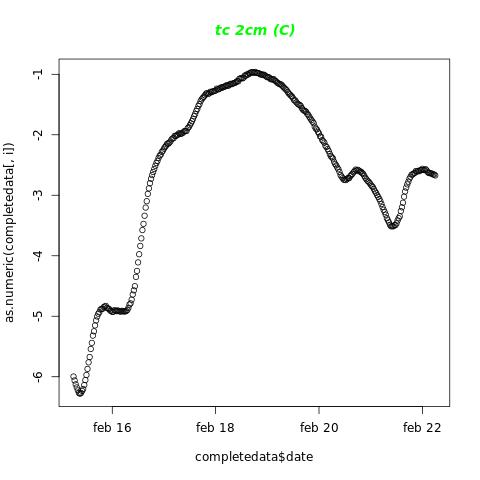 tc 2cm (C)
as.numeric(completedata[, i])
-1
-2
-3
-4
-5
-6
feb 16
feb 18
feb 20
feb 22
completedata$date